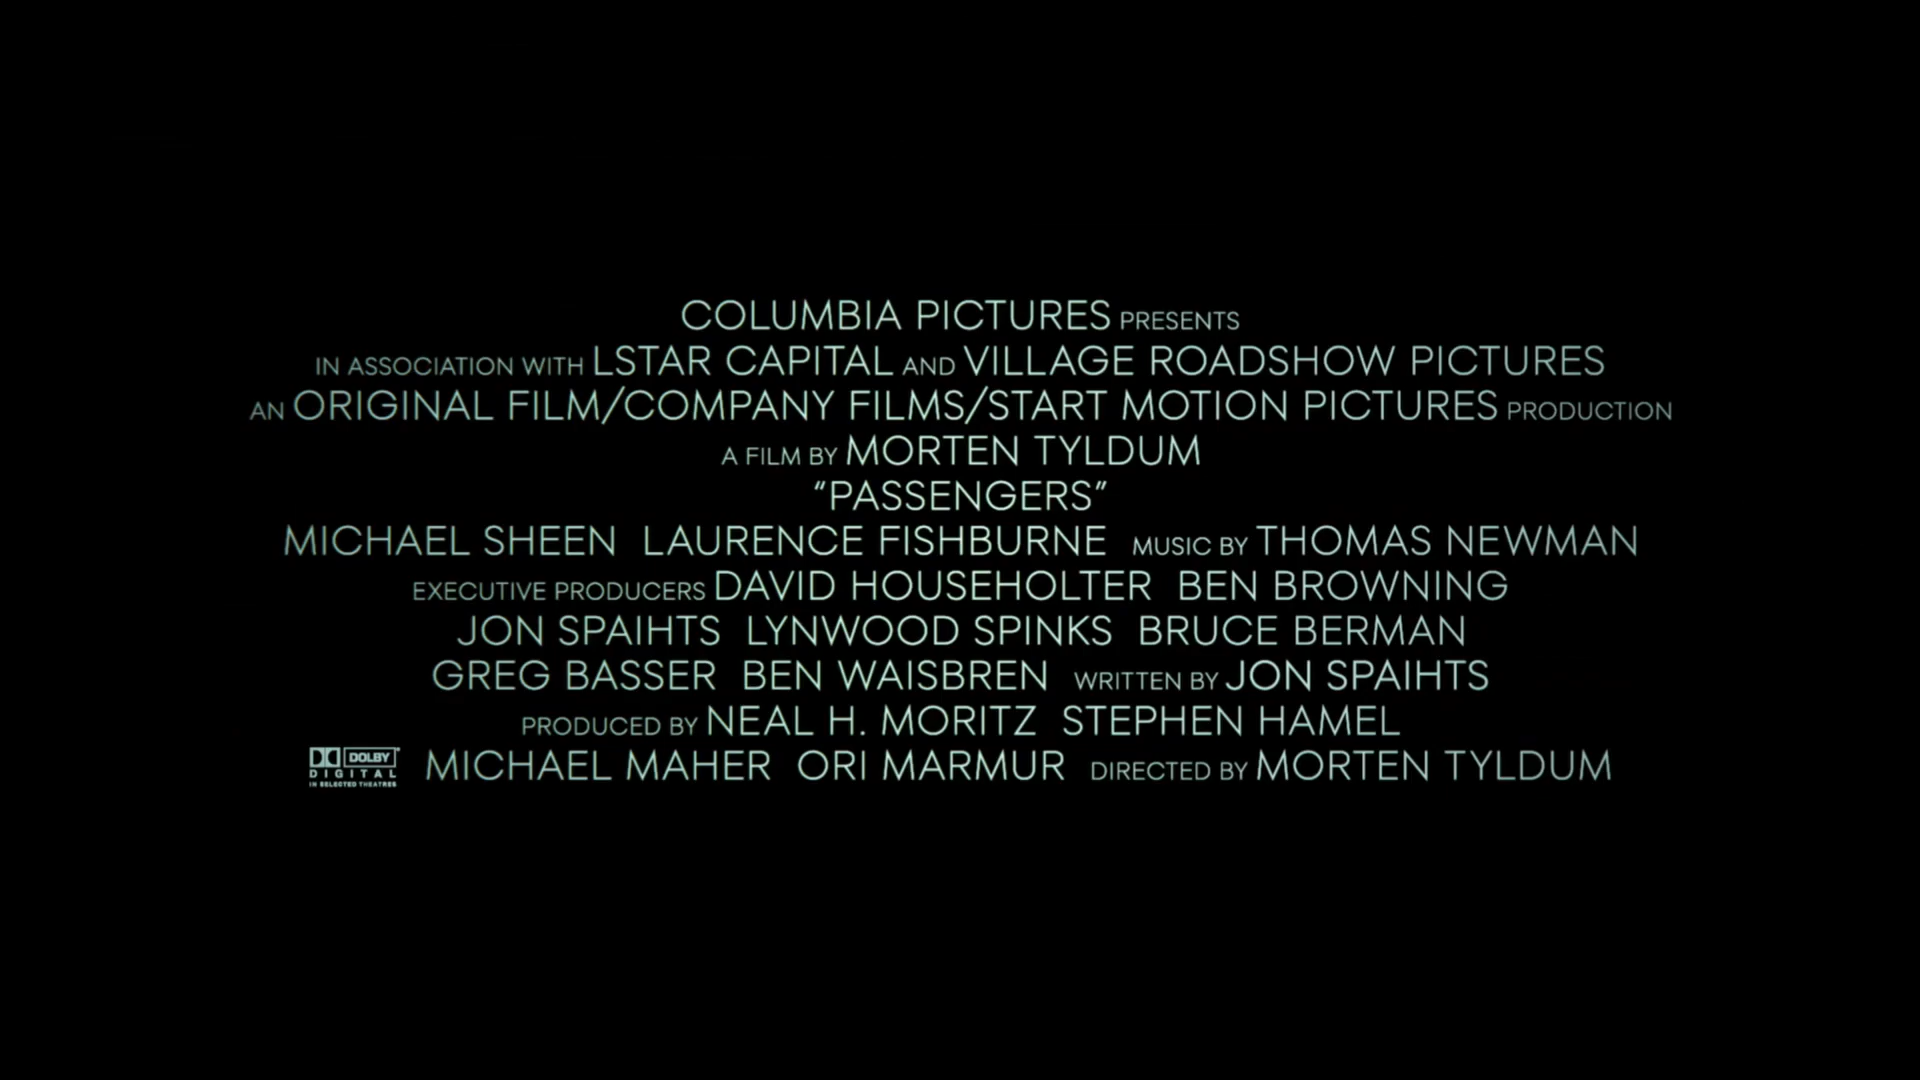 COLUMBIA PICTURES PRESENTS
IN ASSOCIATION WITH LSTAR CAPITAL AND VILLAGE ROADSHOW PICTURES
AN ORIGINAL FILM/COMPANY FILMS/START MOTION PICTURES PRODUCTION
A FILM BY MORTEN TYLDUM
“PASSENGERS”
MICHAEL SHEEN LAURENCE FISHBURNE MUSIC BY THOMAS NEWMAN
EXECUTIVE PRODUCERS DAVID HOUSEHOLTER BEN BROWNING
JON SPAIHTS LYNWOOD SPINKS BRUCE BERMAN
GREG BASSER BEN WAISBREN WRITTEN BY JON SPAIHTS
PRODUCED BY NEAL H. MORITZ STEPHEN HAMEL
MICHAEL MAHER ORI MARMUR DIRECTED BY MORTEN TYLDUM
DOLBY
DIGITAL
IN SELECTED THEATRES